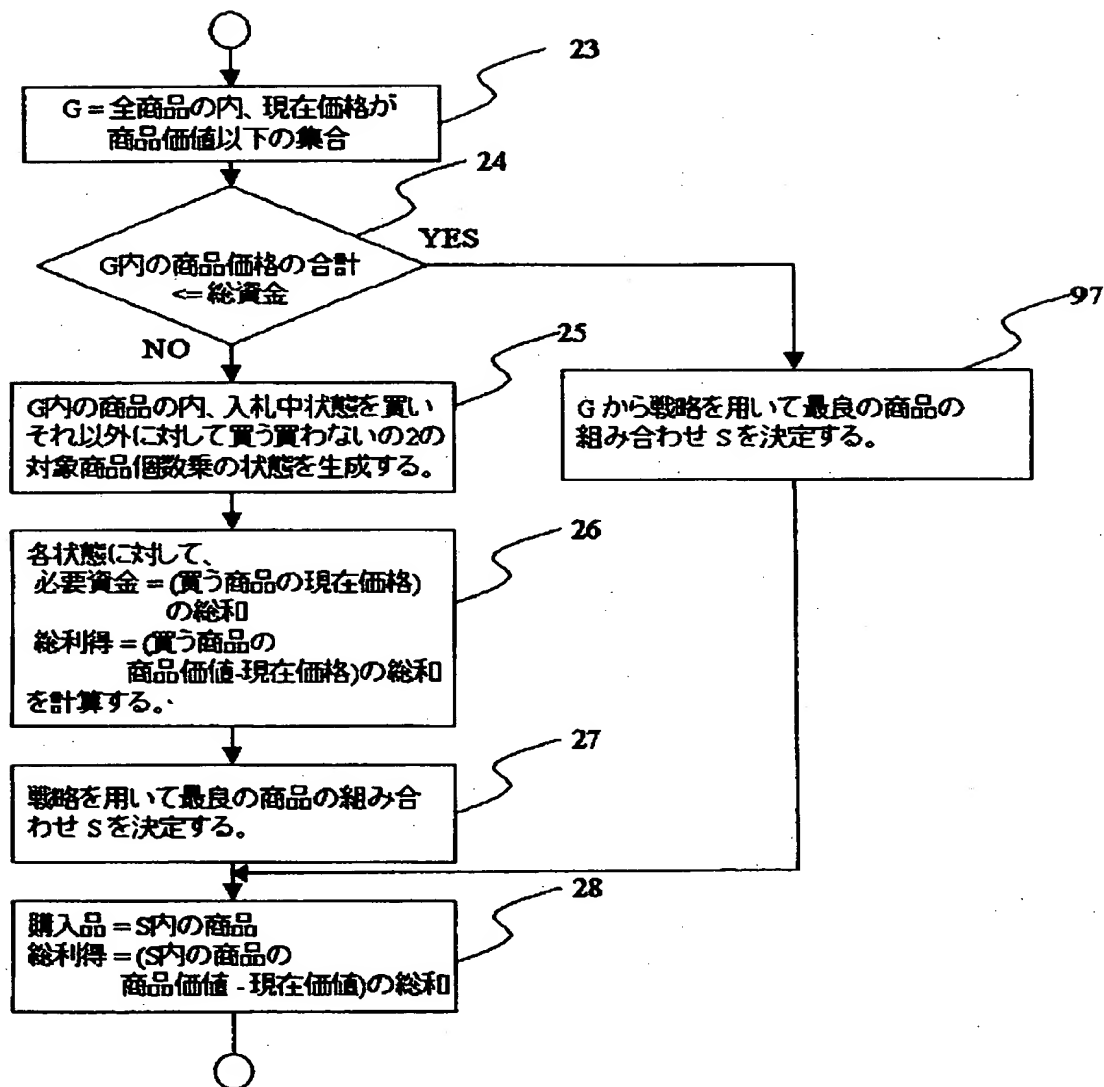 23
G = 全商品の内、現在価格が
商品価値以下の集合
24
YES
G内の商品価格の合計
<= 総資金
97
NO
25
G内の商品の内、入札中状態を買い
それ以外に対して買う買わないの2の
対象商品個数乗の状態を生成する。
G から戦略を用いて最良の商品の
組み合わせ S を決定する。
26
各状態に対して、
必要資金 = (買う商品の現在価格)
の総和
総利得 = (買う商品の
商品価値-現在価格)の総和
を計算する。
27
戦略を用いて最良の商品の組み合
わせ S を決定する。
28
購入品 = S内の商品
総利得 = (S内の商品の
商品価値 - 現在価値)の総和